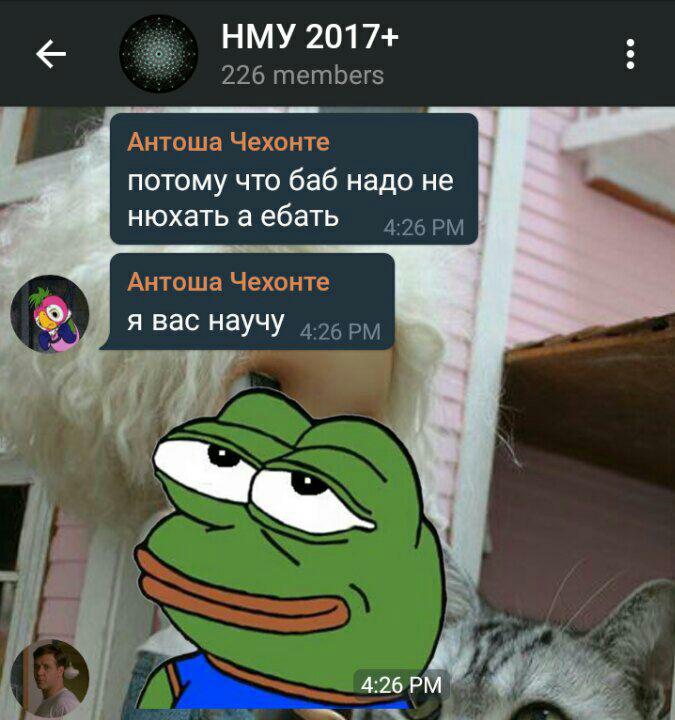 НМУ 2017+
226 members
Антоша Чехонте
потому что баб надо не
нюхать а ебать
4:26 PM
Антоша Чехонте
я вас научу
4:26 PM
4:26 PM